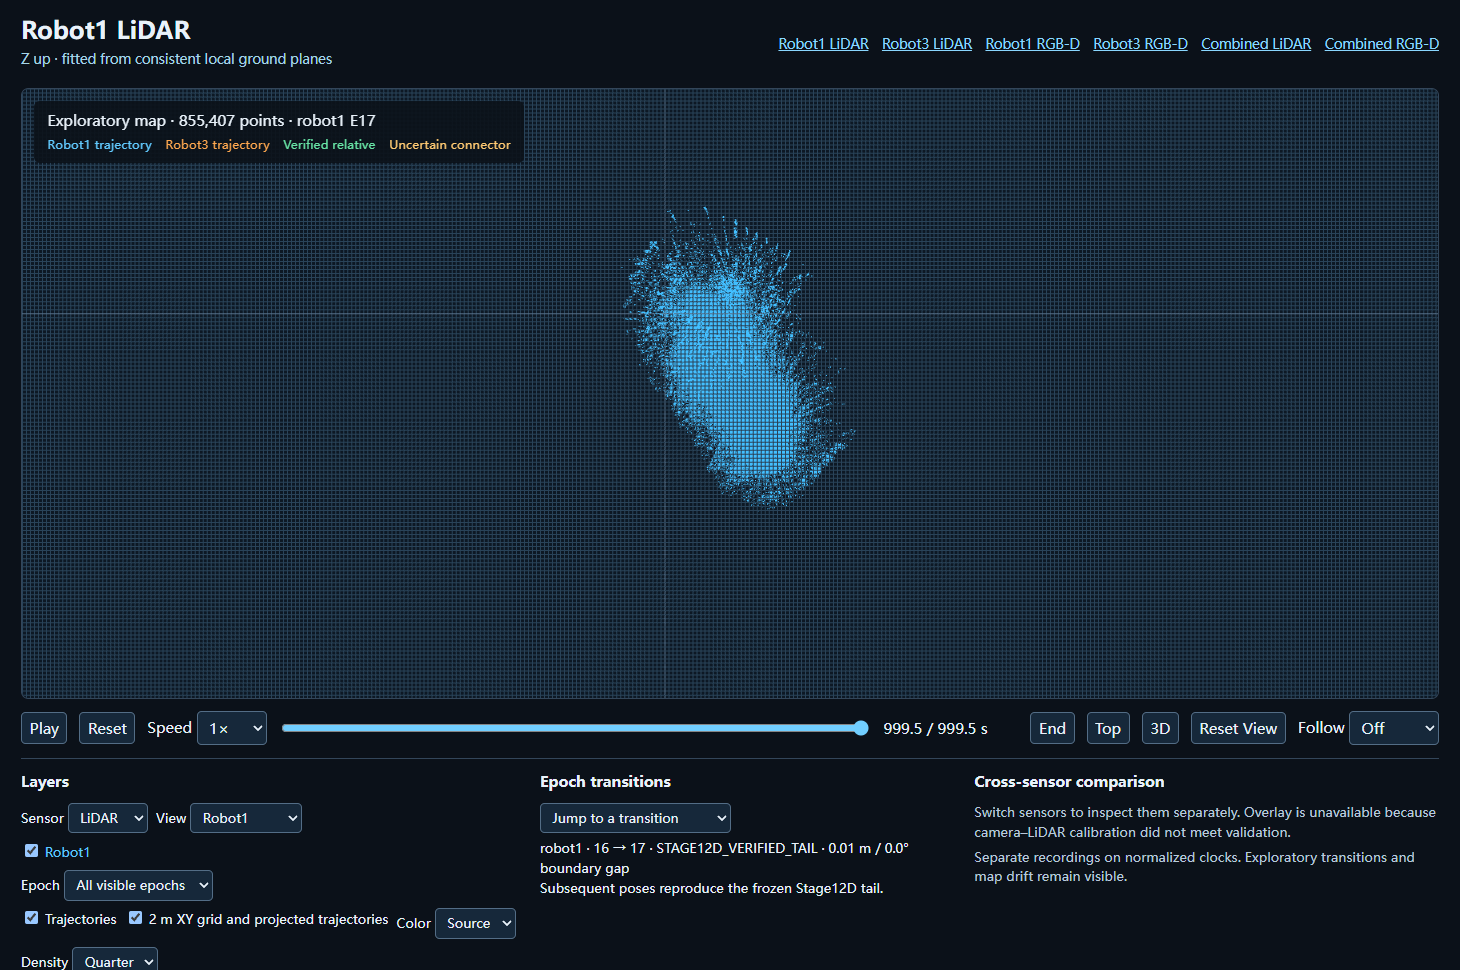 Robot1 LiDAR
Z up · fitted from consistent local ground planes
Robot1 LiDAR Robot3 LiDAR Robot1 RGB-D Robot3 RGB-D Combined LiDAR Combined RGB-D
Exploratory map · 855,407 points · robot1 E17
Robot1 trajectory Robot3 trajectory Verified relative Uncertain connector
Play Reset Speed 1× 999.5 / 999.5 s End Top 3D Reset View Follow Off
Layers
Sensor LiDAR View Robot1
Robot1
Epoch All visible epochs
Trajectories 2 m XY grid and projected trajectories Color Source
Density Quarter
Epoch transitions
Jump to a transition
robot1 · 16 → 17 · STAGE12D_VERIFIED_TAIL · 0.01 m / 0.0°
boundary gap
Subsequent poses reproduce the frozen Stage12D tail.
Cross-sensor comparison
Switch sensors to inspect them separately. Overlay is unavailable because
camera–LiDAR calibration did not meet validation.
Separate recordings on normalized clocks. Exploratory transitions and
map drift remain visible.